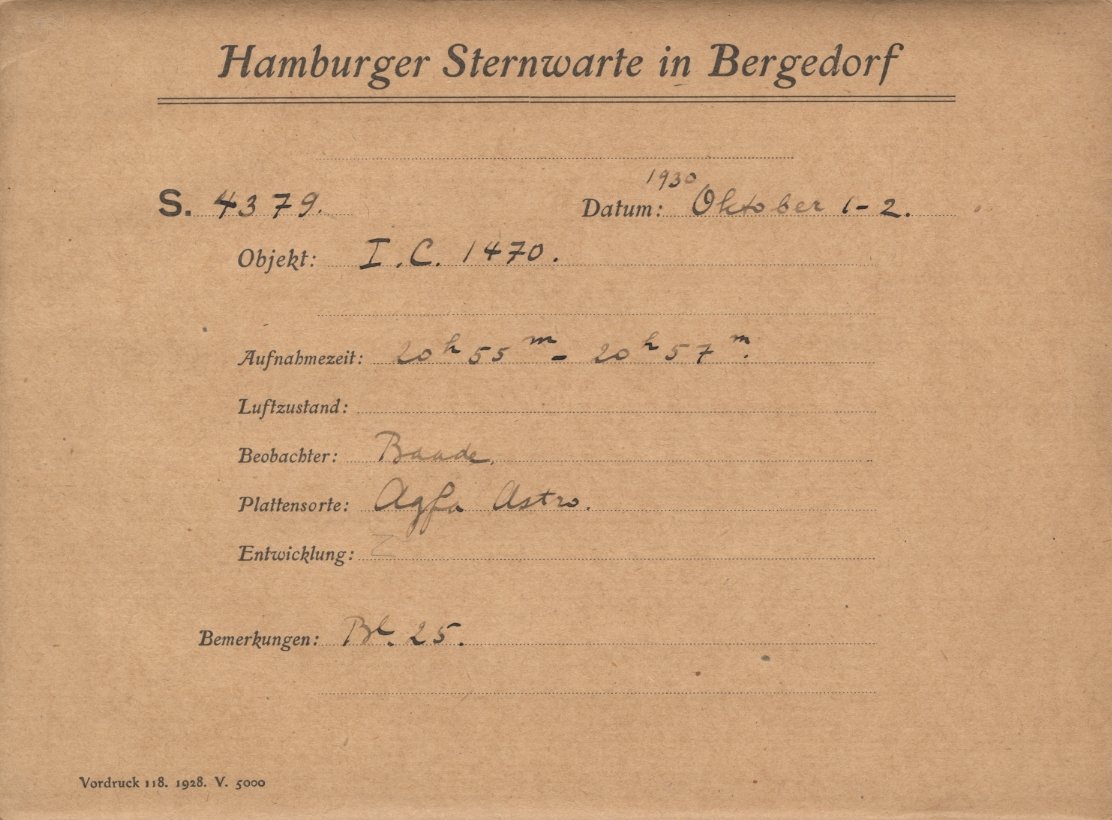 Hamburger Sternwarte in Bergedorf
S. 4379. Datum: 1930 Oktober 1-2.
Objekt: I.C. 1470.
Aufnahmezeit: 20h 55m - 20h 57m.
Luftzustand:
Beobachter: Baade.
Plattensorte: Agfa Astro.
Entwicklung:
Bemerkungen: Bl. 25.
Vordruck 118. 1928. V. 5000